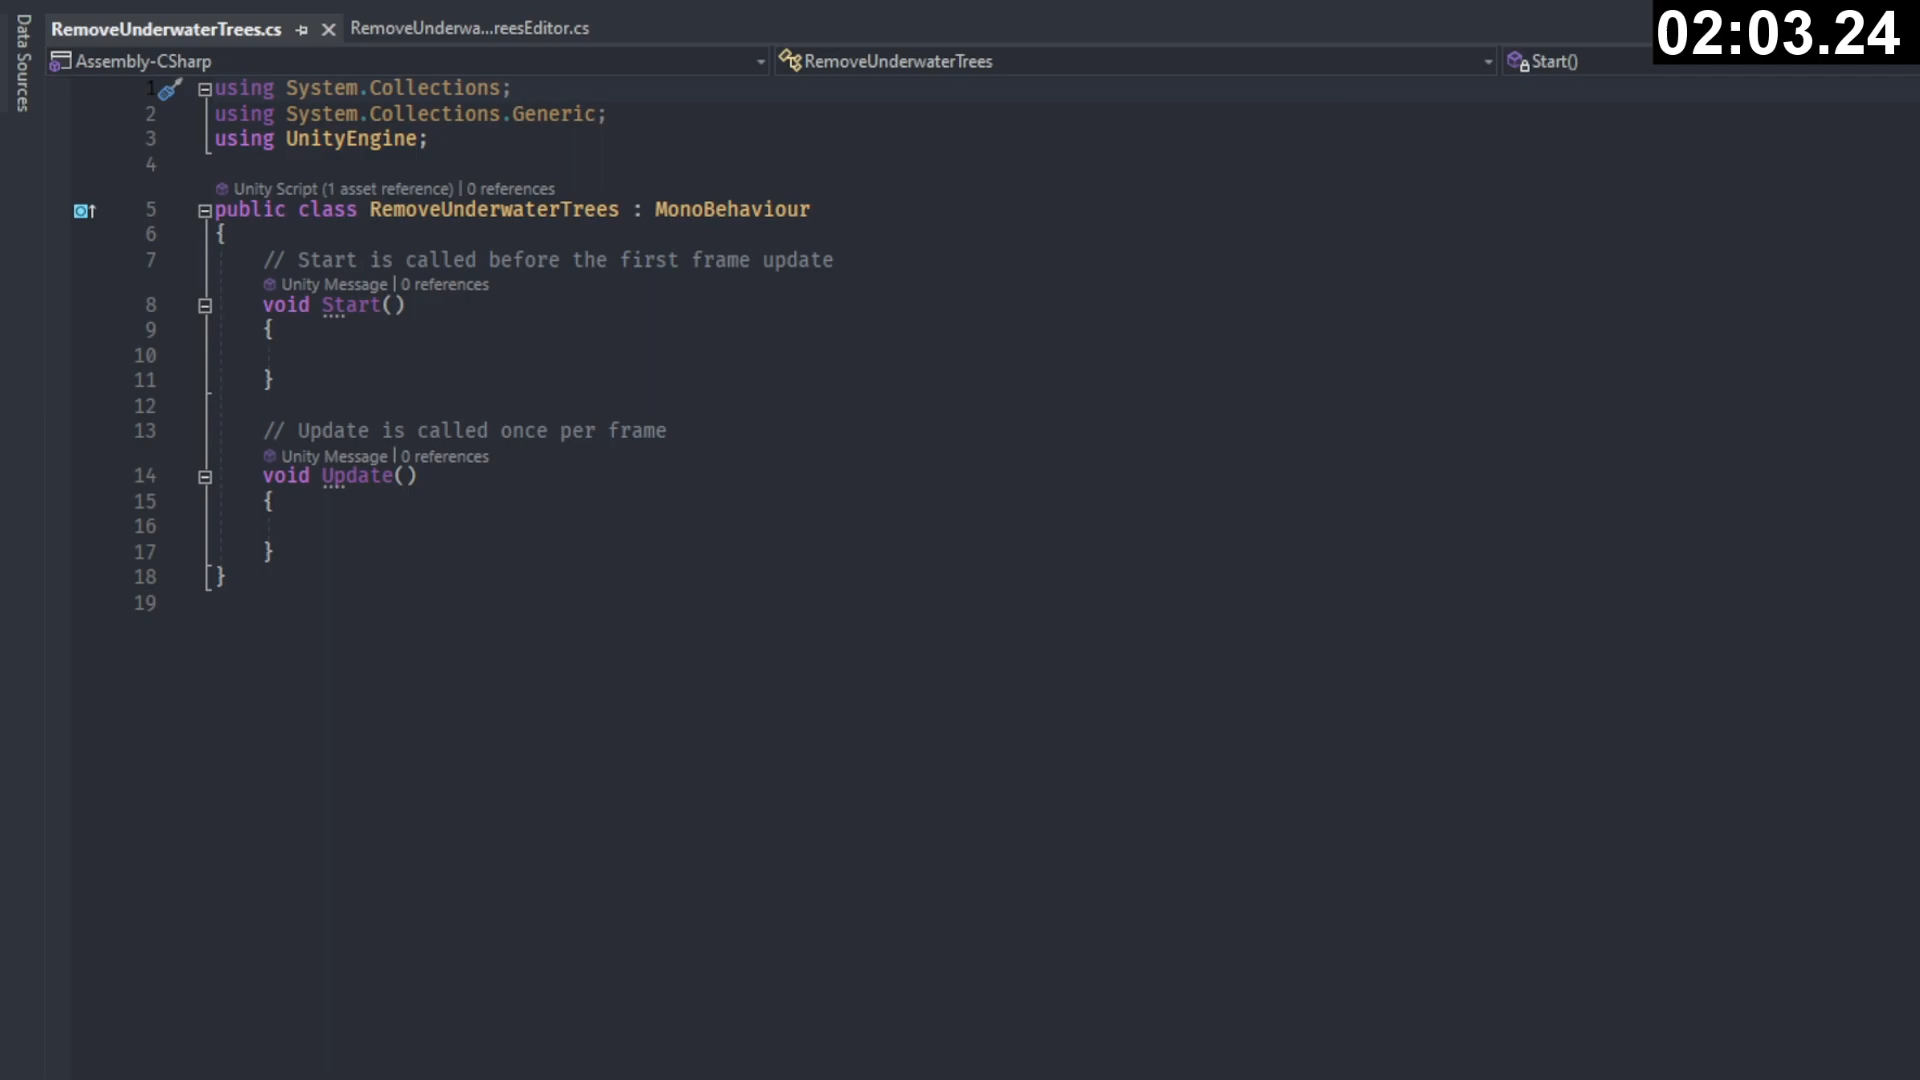 Data Sources
RemoveUnderwaterTrees.cs
RemoveUnderwa...reesEditor.cs
02:03.24
Assembly-CSharp
RemoveUnderwaterTrees
Start()
1 using System.Collections;
2 using System.Collections.Generic;
3 using UnityEngine;
4
Unity Script (1 asset reference) | 0 references
5 public class RemoveUnderwaterTrees : MonoBehaviour
6 {
7 // Start is called before the first frame update
Unity Message | 0 references
8 void Start()
9 {
10
11 }
12
13 // Update is called once per frame
Unity Message | 0 references
14 void Update()
15 {
16
17 }
18 }
19